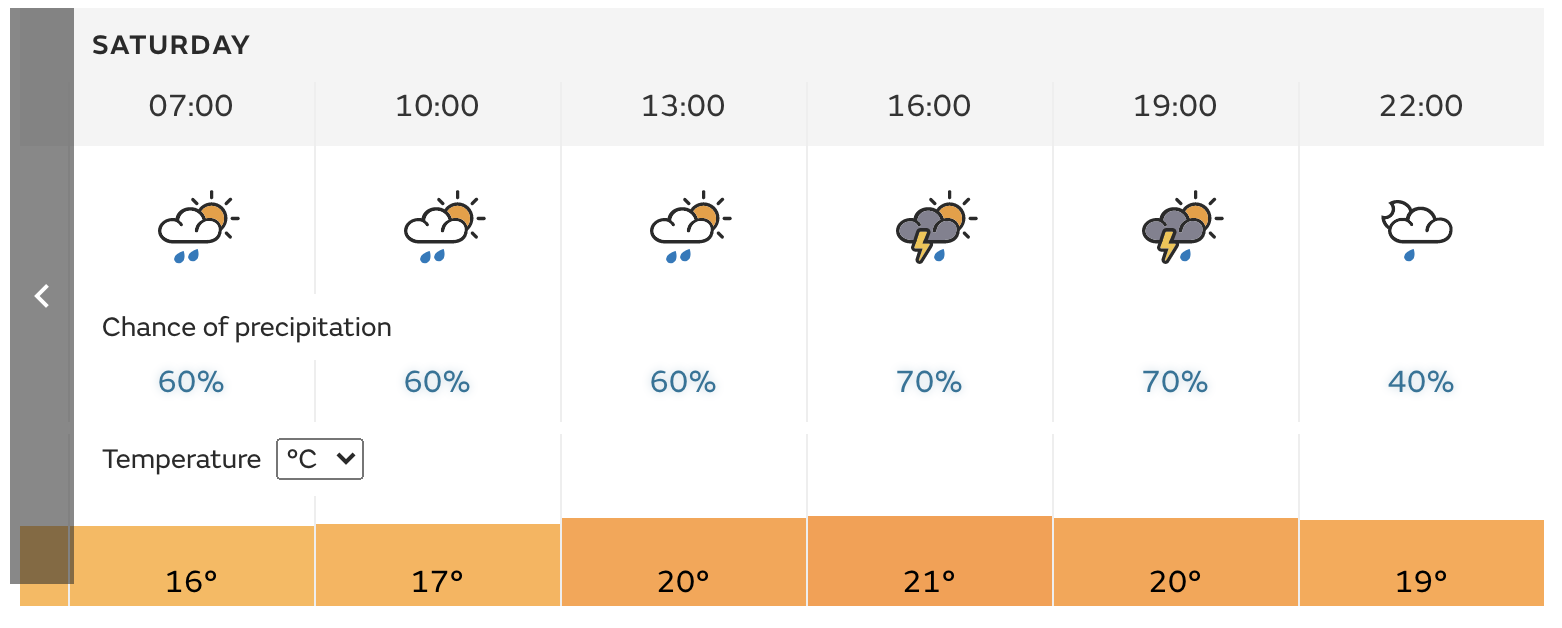 SATURDAY
07:00 10:00 13:00 16:00 19:00 22:00
Chance of precipitation
60% 60% 60% 70% 70% 40%
Temperature °C
16° 17° 20° 21° 20° 19°